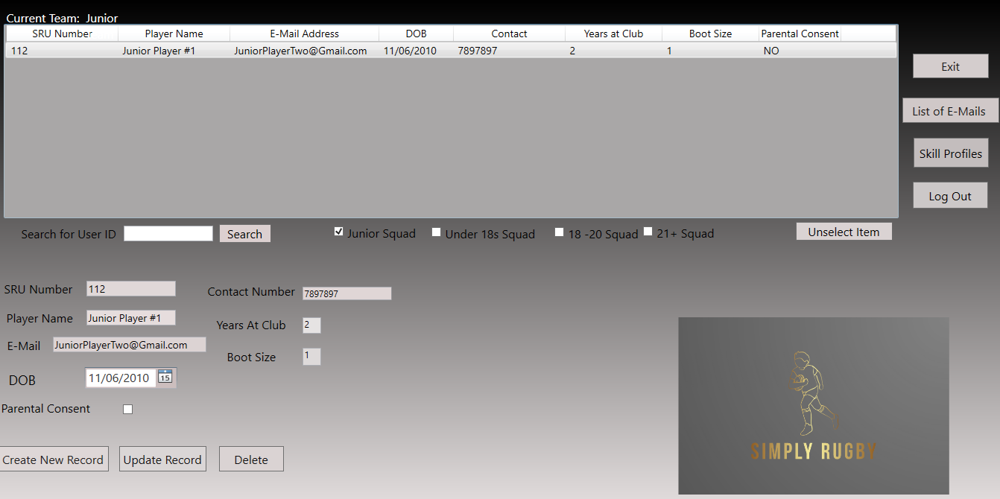 Current Team: Junior
SRU Number Player Name E-Mail Address DOB Contact Years at Club Boot Size Parental Consent
112 Junior Player #1 JuniorPlayerTwo@Gmail.com 11/06/2010 7897897 2 1 NO
Exit
List of E-Mails
Skill Profiles
Log Out
Search for User ID Search Junior Squad Under 18s Squad 18 -20 Squad 21+ Squad Unselect Item
SRU Number 112 Contact Number 7897897
Player Name Junior Player #1 Years At Club 2
E-Mail JuniorPlayerTwo@Gmail.com Boot Size 1
DOB 11/06/2010 15
Parental Consent
Create New Record Update Record Delete
SIMPLY RUGBY